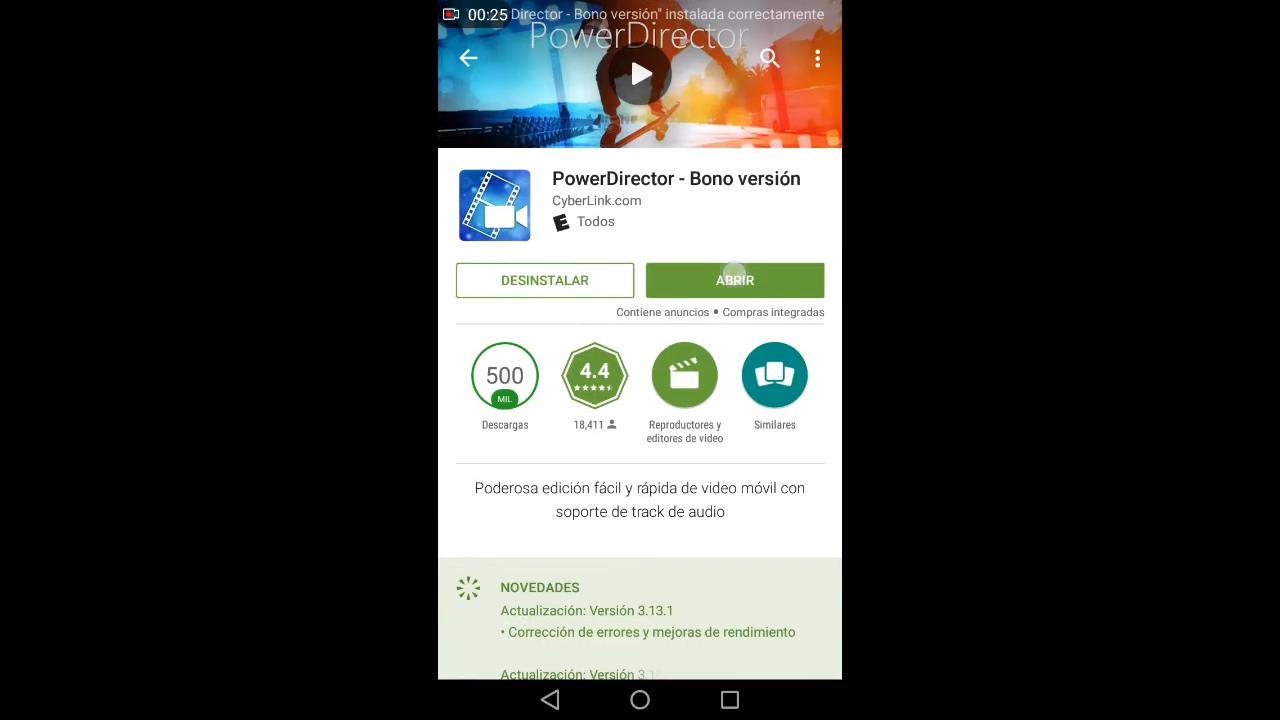 00:25 Director - Bono versión" instalada correctamente
PowerDirector
PowerDirector - Bono versión
CyberLink.com
E Todos
DESINSTALAR
ABRIR
Contiene anuncios • Compras integradas
500
MIL
Descargas
4.4
18,411
Reproductores y
editores de video
Similares
Poderosa edición fácil y rápida de video móvil con
soporte de track de audio
NOVEDADES
Actualización: Versión 3.13.1
• Corrección de errores y mejoras de rendimiento
Actualización: Versión 3.1